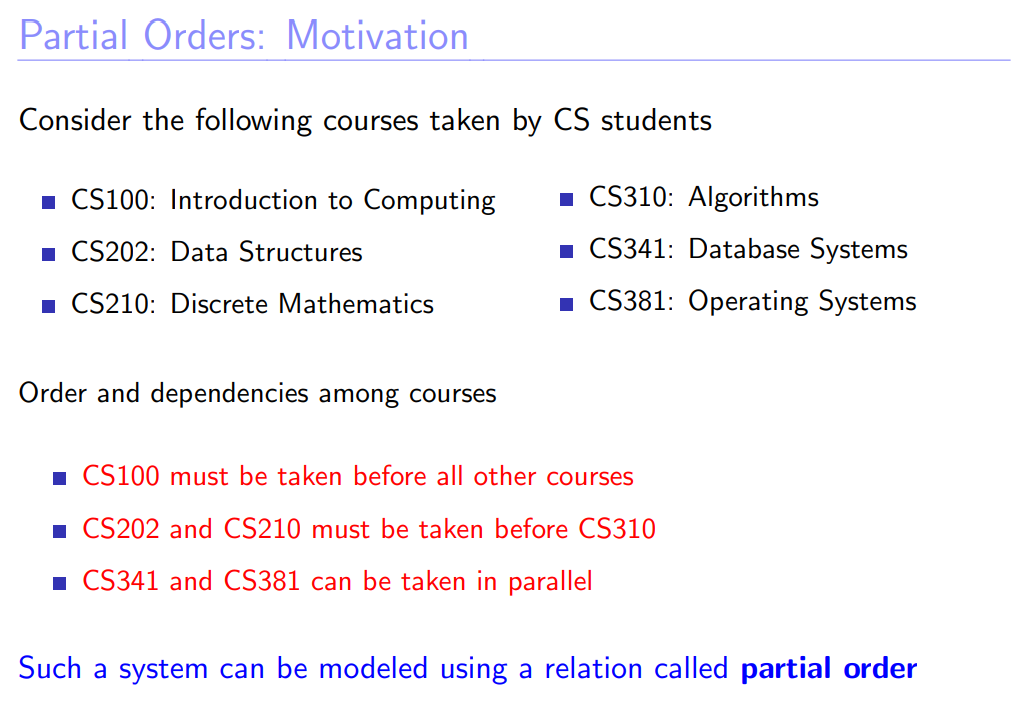 Partial Orders: Motivation
Consider the following courses taken by CS students
CS100: Introduction to Computing
CS202: Data Structures
CS210: Discrete Mathematics
CS310: Algorithms
CS341: Database Systems
CS381: Operating Systems
Order and dependencies among courses
CS100 must be taken before all other courses
CS202 and CS210 must be taken before CS310
CS341 and CS381 can be taken in parallel
Such a system can be modeled using a relation called partial order